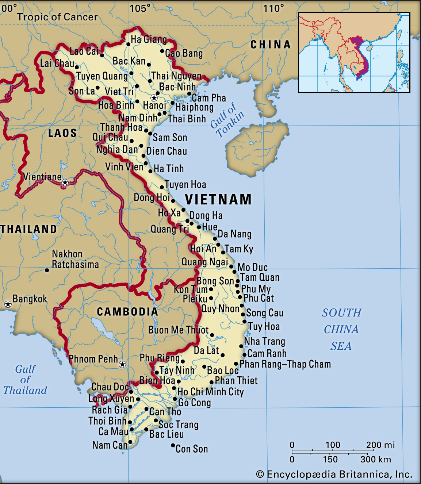 100°
105°
110°
Tropic of Cancer
Ha Giang
Lao Cai
Cao Bang
CHINA
Lai Chau
Bac Kan
Tuyen Quang
Thai Nguyen
Son La
Viet Tri
Bac Ninh
Cam Pha
Hoa Binh
Hanoi
Haiphong
Nam Dinh
Thai Binh
Gulf of
Tonkin
Thanh Hoa
LAOS
Qui Chau
Sam Son
Nghia Dan
Dien Chau
Vinh
Vien
Ha Tinh
Vientiane
Tuyen Hoa
Dong Hoi
VIETNAM
Ho Xa
Dong Ha
THAILAND
Quang Tri
Hue
Da Nang
Hoi An
Tam Ky
Nakhon
Ratchasima
Quang Ngai
Mo Duc
Bong Son
Tam Quan
Kon Tum
Phu My
Bangkok
Pleiku
Phu Cat
CAMBODIA
Quy Nhon
Song Cau
SOUTH
CHINA
SEA
Buon Me Thuot
Tuy Hoa
Nha Trang
Phnom Penh
Phu Rieng
Da Lat
Cam Ranh
Gulf
of
Thailand
Tay Ninh
Bao Loc
Phan Rang–Thap Cham
Chau Doc
Bien Hoa
Phan Thiet
Long Xuyen
Ho Chi Minh City
Rach Gia
Go Cong
Can Tho
Thoi Binh
Soc Trang
Ca Mau
Bac Lieu
Nam Can
Con Son
0 100 200 mi
0 150 300 km
© Encyclopædia Britannica, Inc.